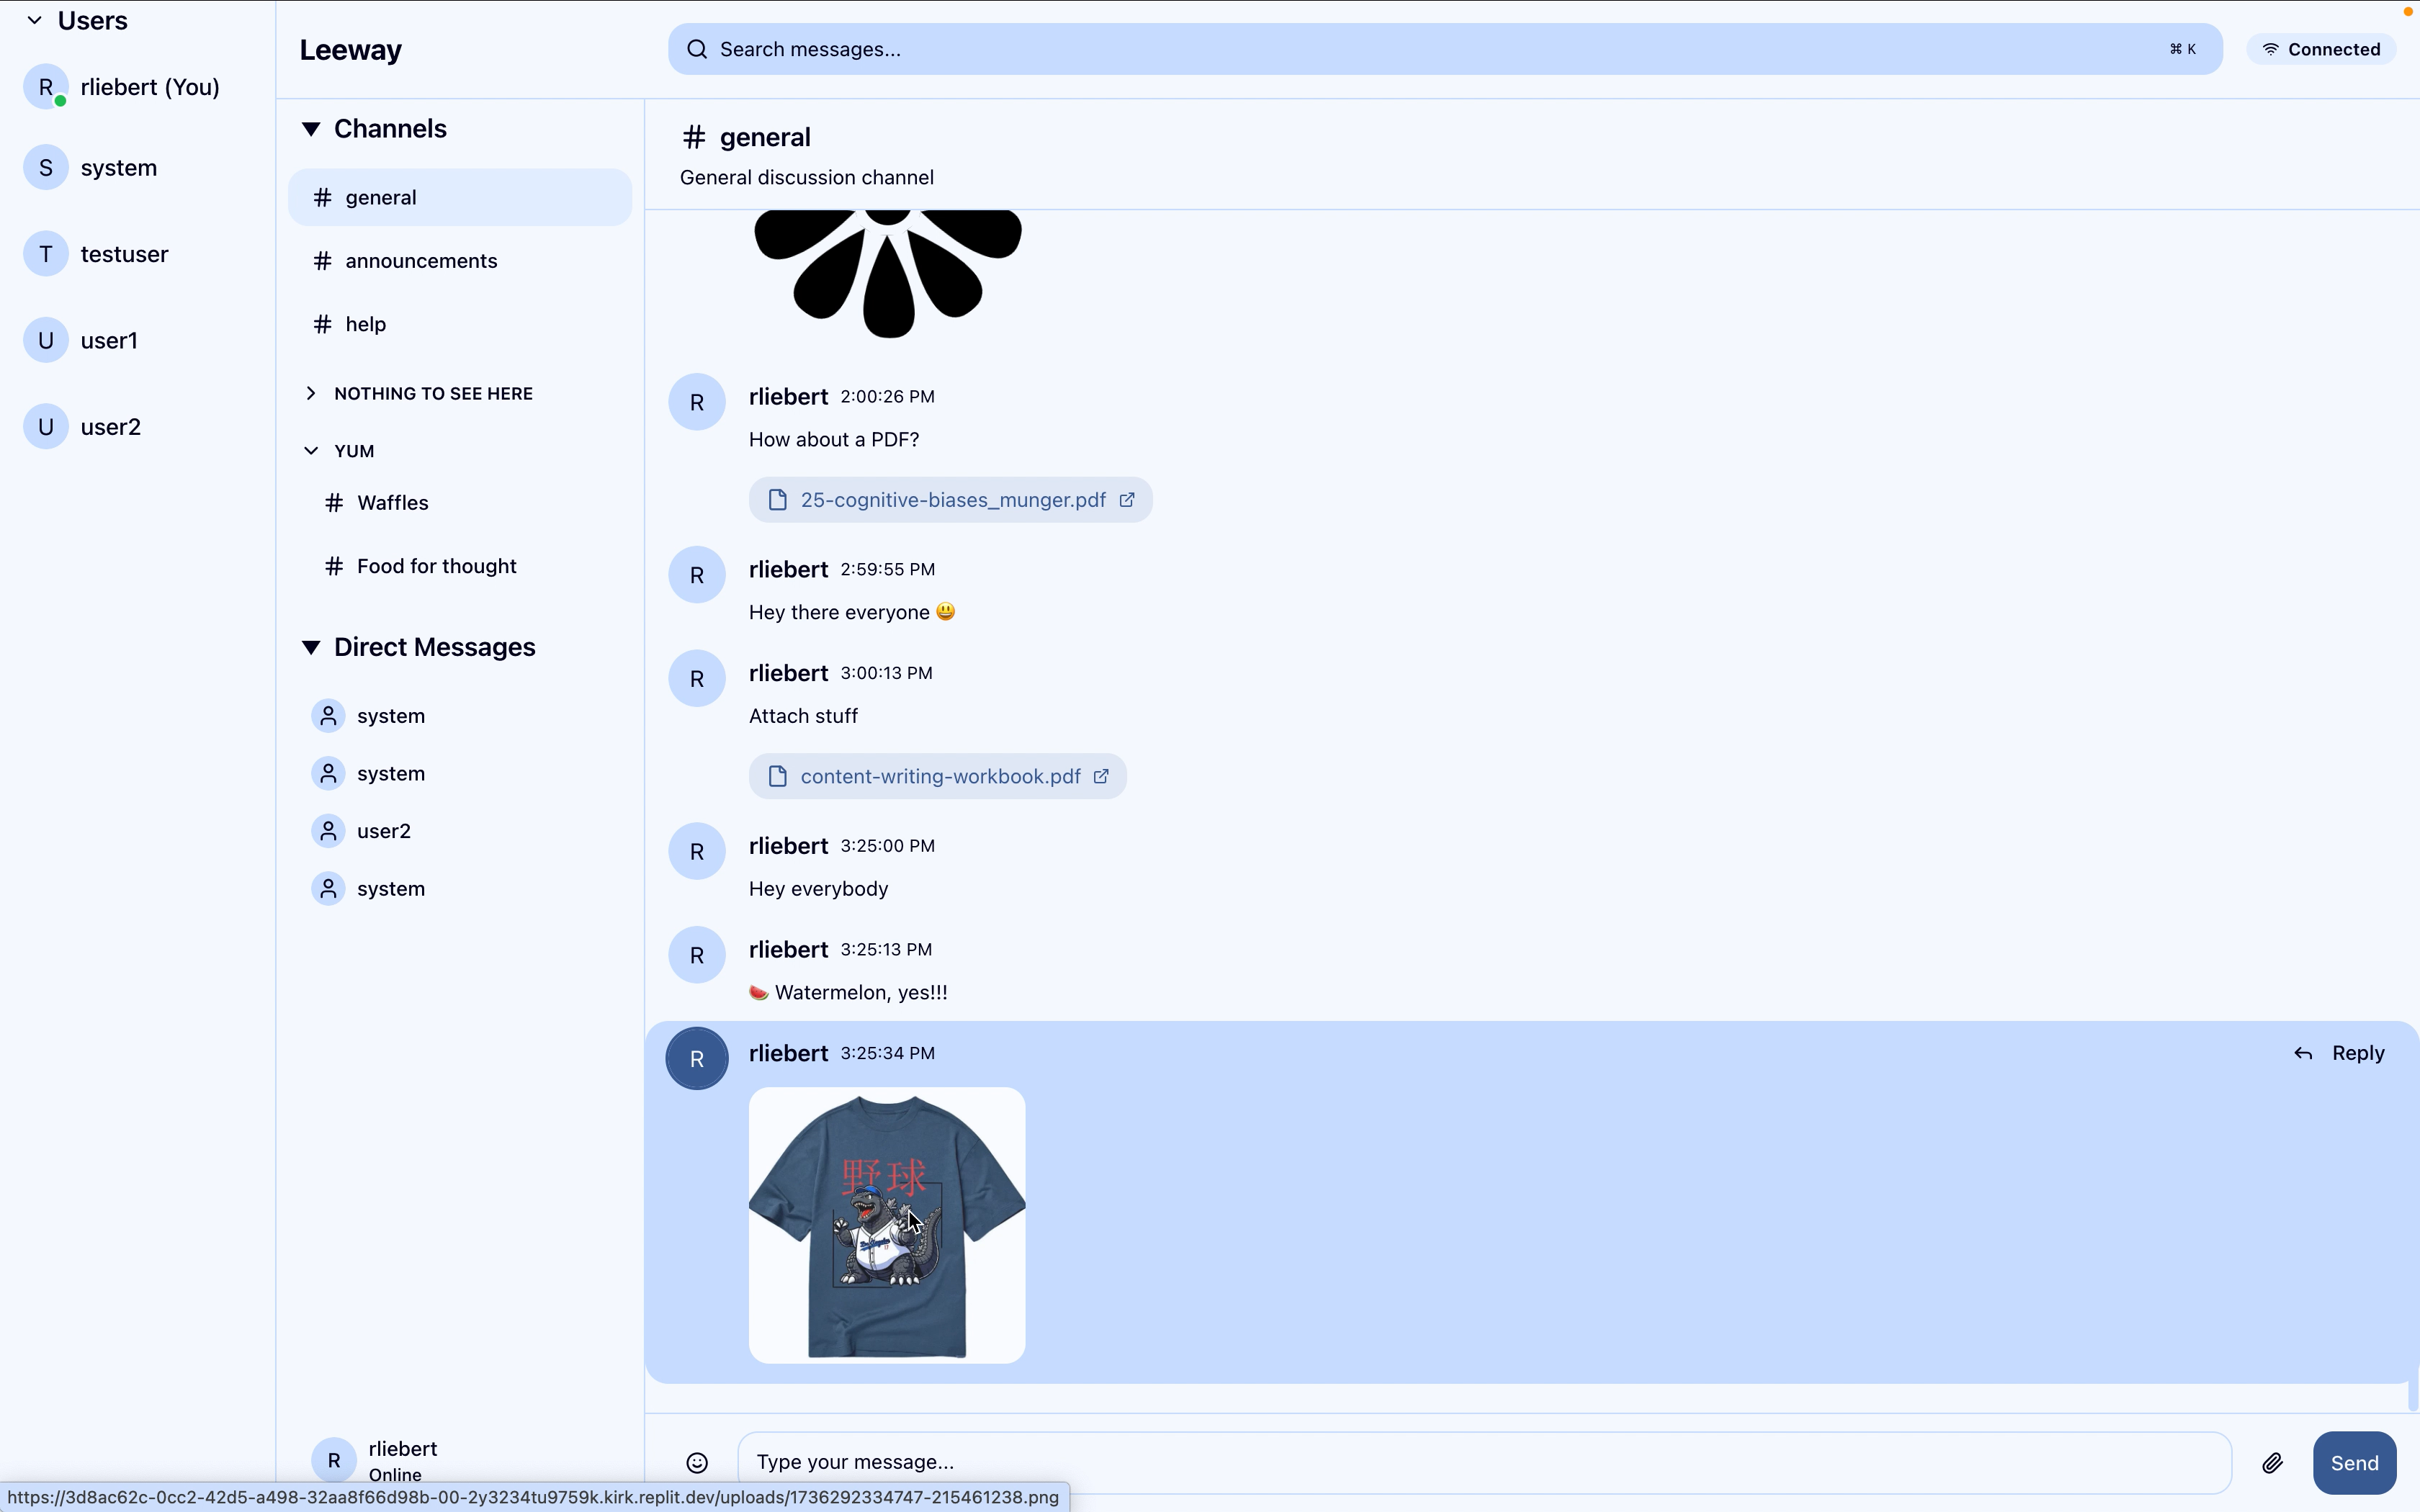 Users
R rliebert (You)
S system
T testuser
U user1
U user2
Leeway
Search messages... ⌘ K
Connected
Channels
# general
# announcements
# help
NOTHING TO SEE HERE
YUM
# Waffles
# Food for thought
Direct Messages
system
system
user2
system
R rliebert
Online
# general
General discussion channel
R rliebert 2:00:26 PM
How about a PDF?
25-cognitive-biases_munger.pdf
R rliebert 2:59:55 PM
Hey there everyone 😃
R rliebert 3:00:13 PM
Attach stuff
content-writing-workbook.pdf
R rliebert 3:25:00 PM
Hey everybody
R rliebert 3:25:13 PM
🍉 Watermelon, yes!!!
R rliebert 3:25:34 PM Reply
野球
Type your message...
Send
https://3d8ac62c-0cc2-42d5-a498-32aa8f66d98b-00-2y3234tu9759k.kirk.replit.dev/uploads/1736292334747-215461238.png